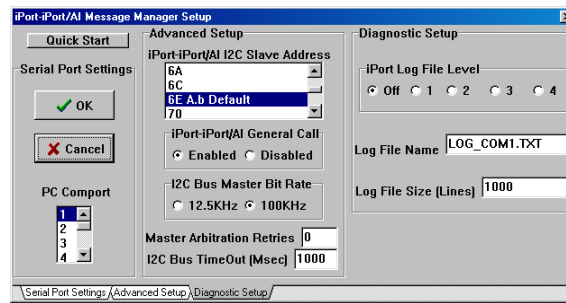 iPort-iPort/AI Message Manager Setup
Quick Start
Serial Port Settings
OK
Cancel
PC Comport
1
2
3
4
Advanced Setup
iPort-iPort/AI I2C Slave Address
6A
6C
6E A.b Default
70
iPort-iPort/AI General Call
Enabled Disabled
I2C Bus Master Bit Rate
12.5KHz 100KHz
Master Arbitration Retries 0
I2C Bus TimeOut (Msec) 1000
Diagnostic Setup
iPort Log File Level
Off 1 2 3 4
Log File Name LOG_COM1.TXT
Log File Size (Lines) 1000
Serial Port Settings Advanced Setup Diagnostic Setup